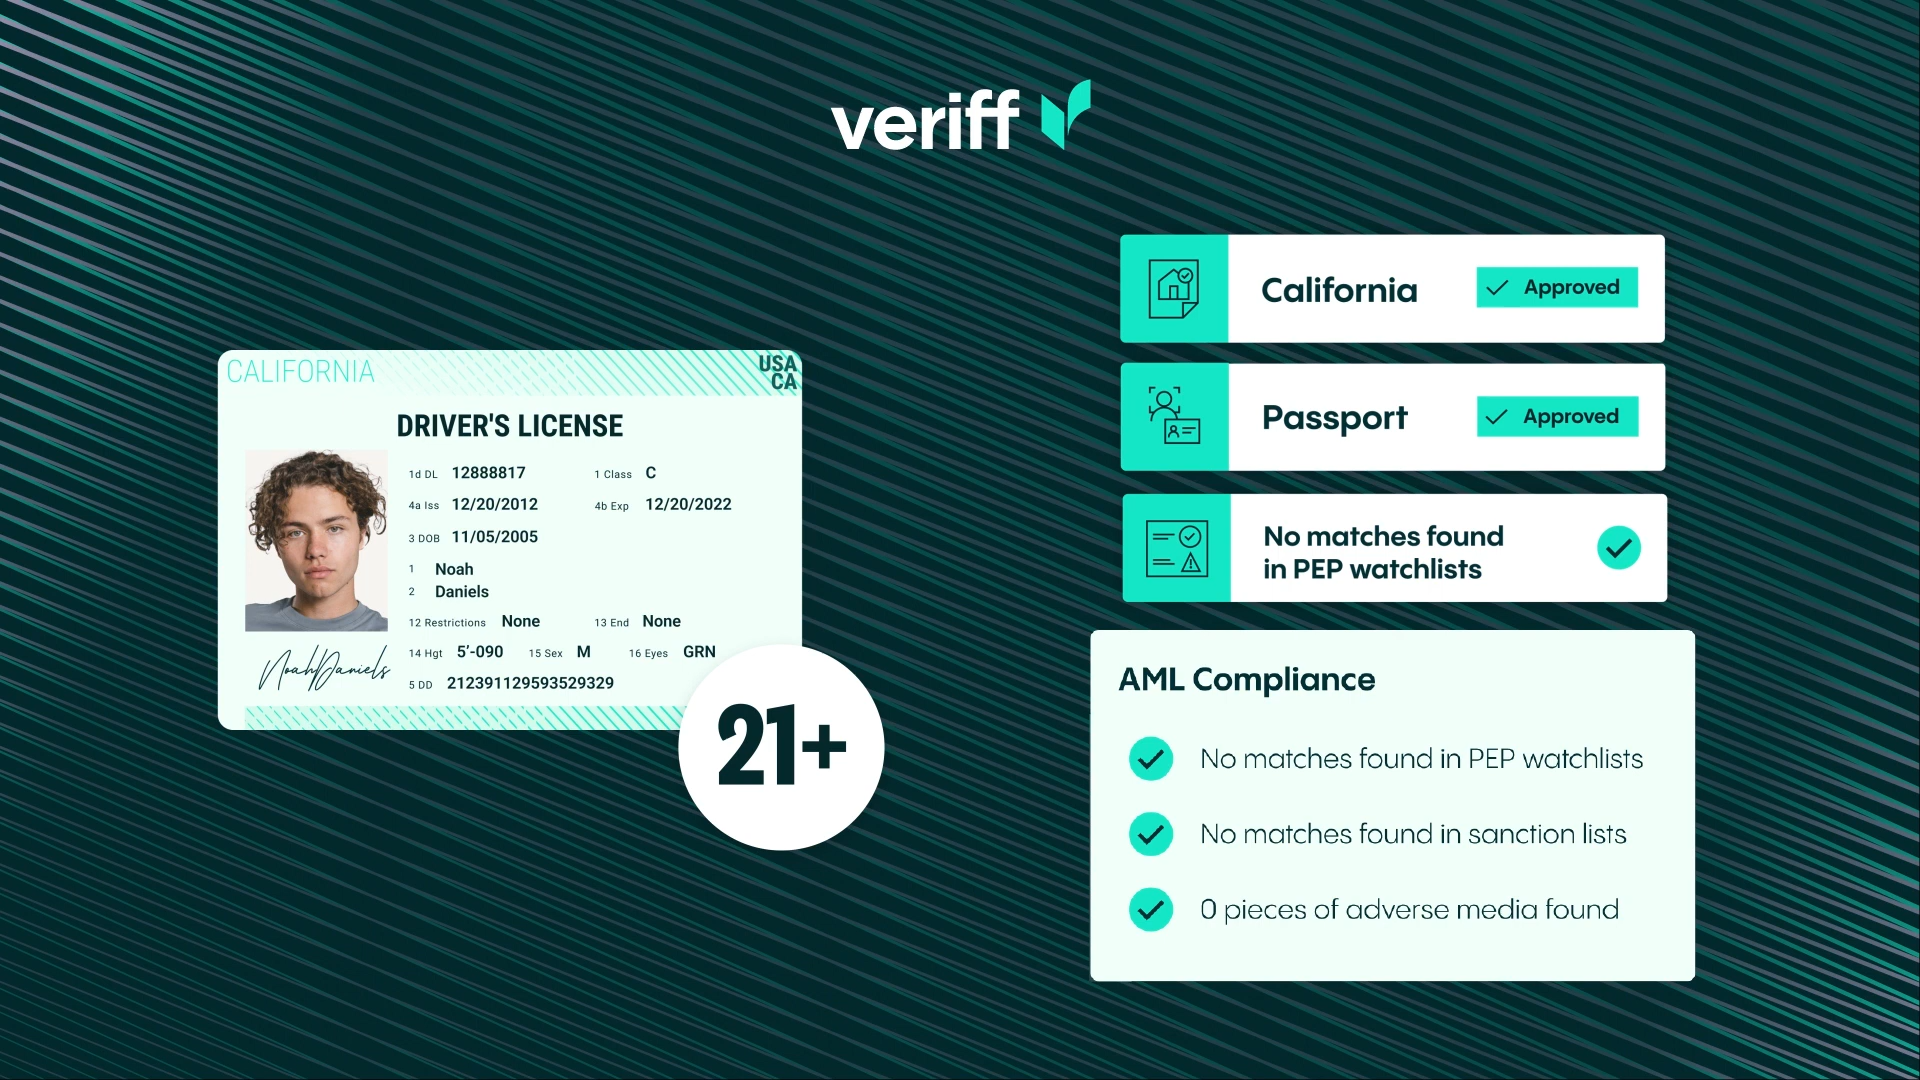 veriff
CALIFORNIA
USA
CA
DRIVER'S LICENSE
1d DL 12888817 1 Class C
4a Iss 12/20/2012 4b Exp 12/20/2022
3 DOB 11/05/2005
1 Noah
2 Daniels
12 Restrictions None 13 End None
14 Hgt 5'-090 15 Sex M 16 Eyes GRN
NoahDaniels
5 DD 212391129593529329
21+
California Approved
Passport Approved
No matches found
in PEP watchlists
AML Compliance
No matches found in PEP watchlists
No matches found in sanction lists
0 pieces of adverse media found